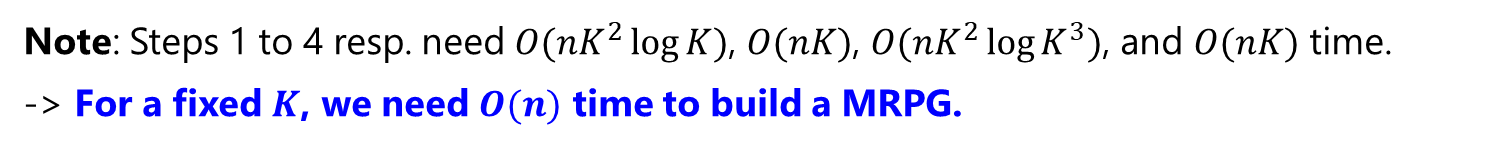 Note: Steps 1 to 4 resp. need O(nK² log K), O(nK), O(nK² log K³), and O(nK) time.
-> For a fixed K, we need O(n) time to build a MRPG.